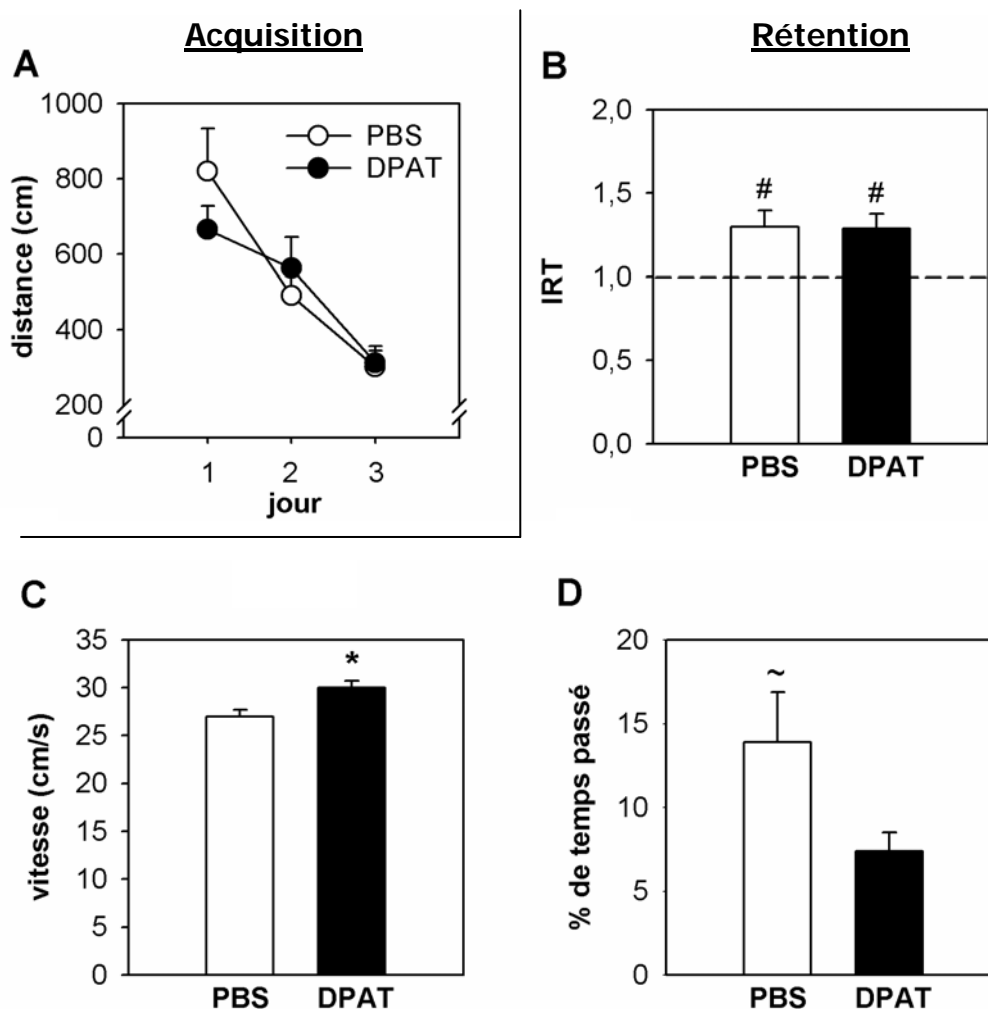 Acquisition
Rétention
A
1000
800
600
400
200
0
distance (cm)
PBS
DPAT
1 2 3
jour
B
2,0
1,5
1,0
0,5
0,0
IRT
# #
PBS DPAT
C
35
30
25
20
15
10
5
0
vitesse (cm/s)
*
PBS DPAT
D
20
15
10
5
0
% de temps passé
~
PBS DPAT